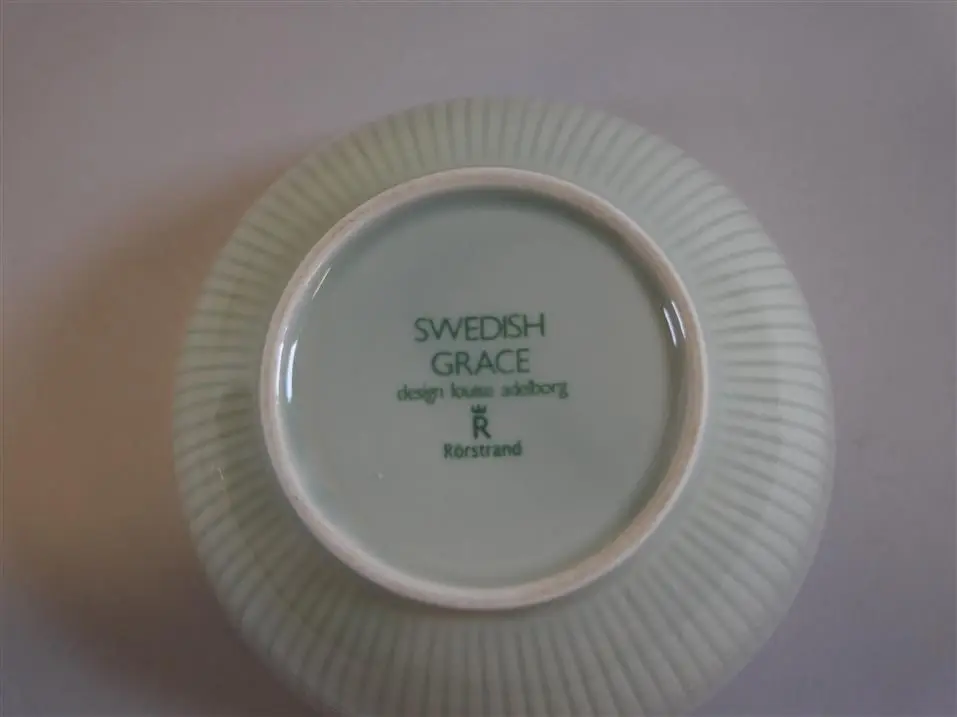 SWEDISH
GRACE
design louise adelborg
R
Rörstrand